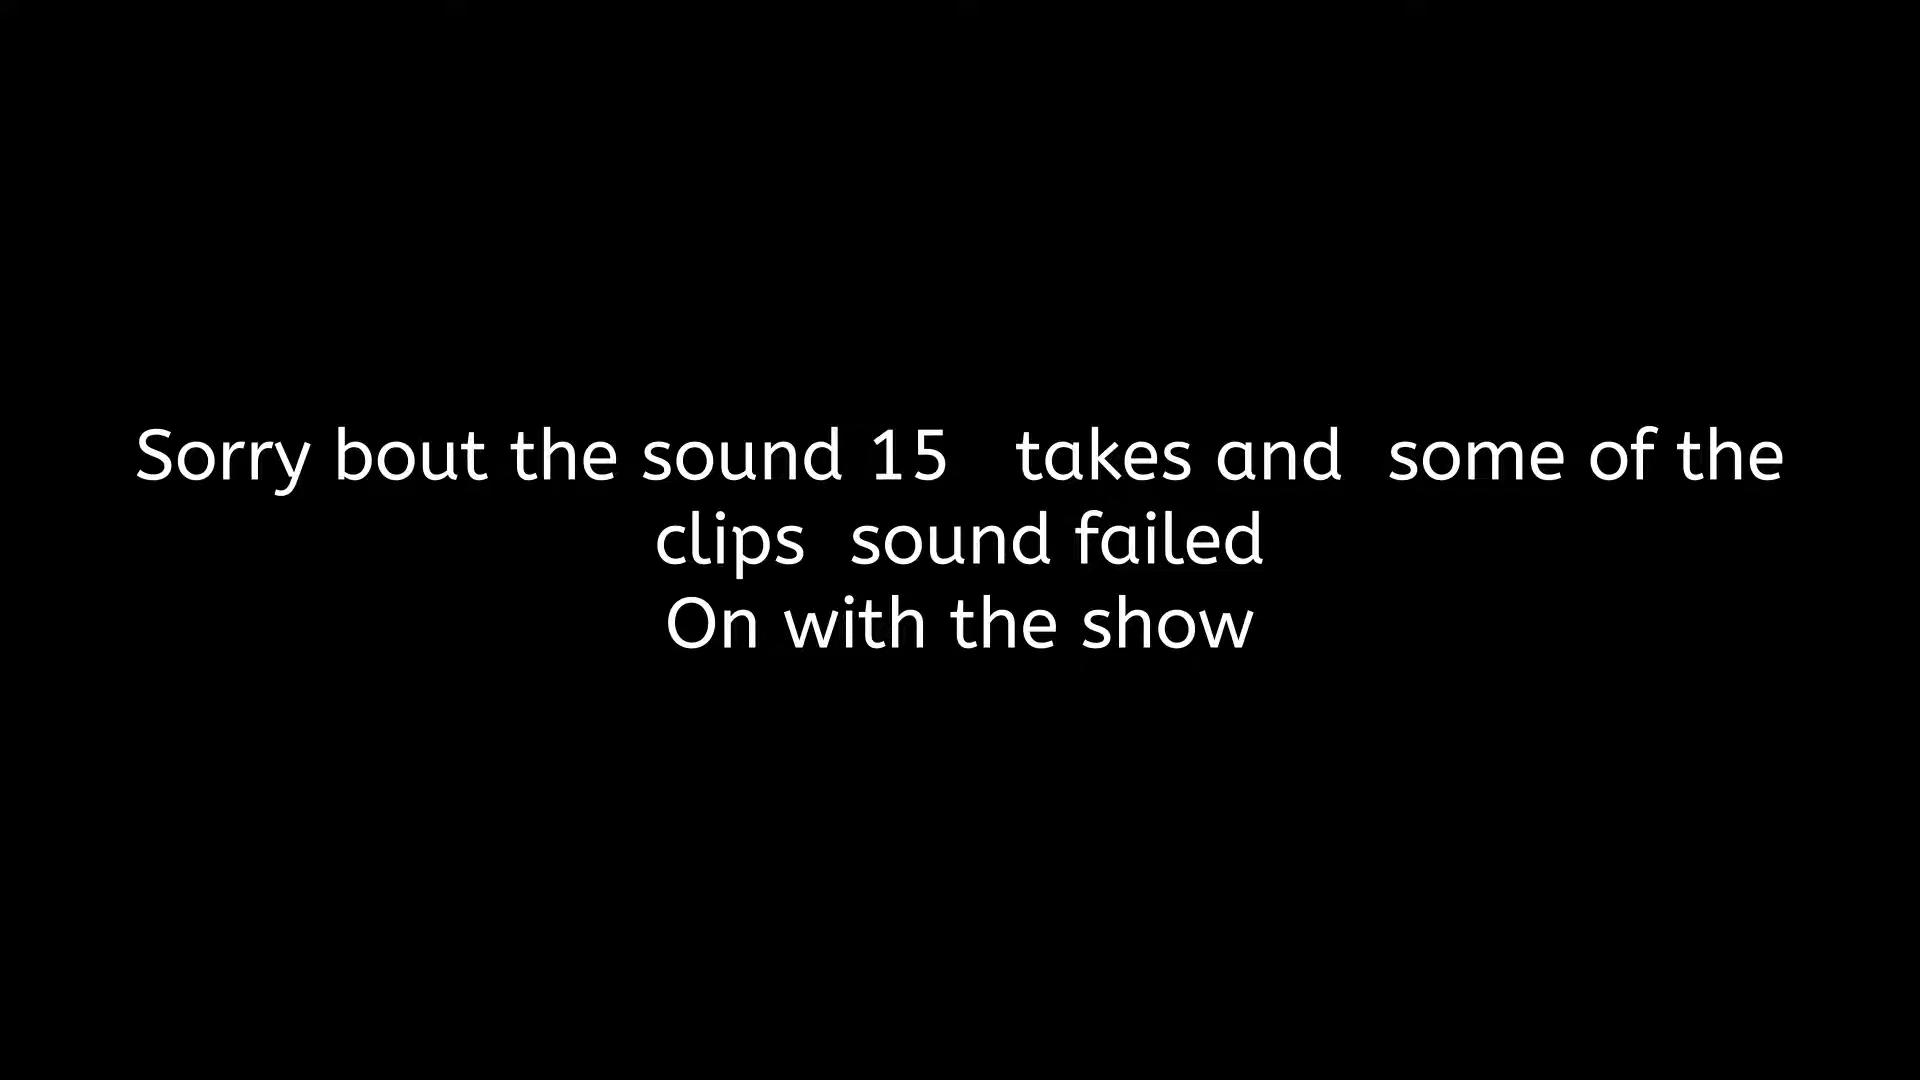 Sorry bout the sound 15   takes and  some of the
clips  sound failed
On with the show